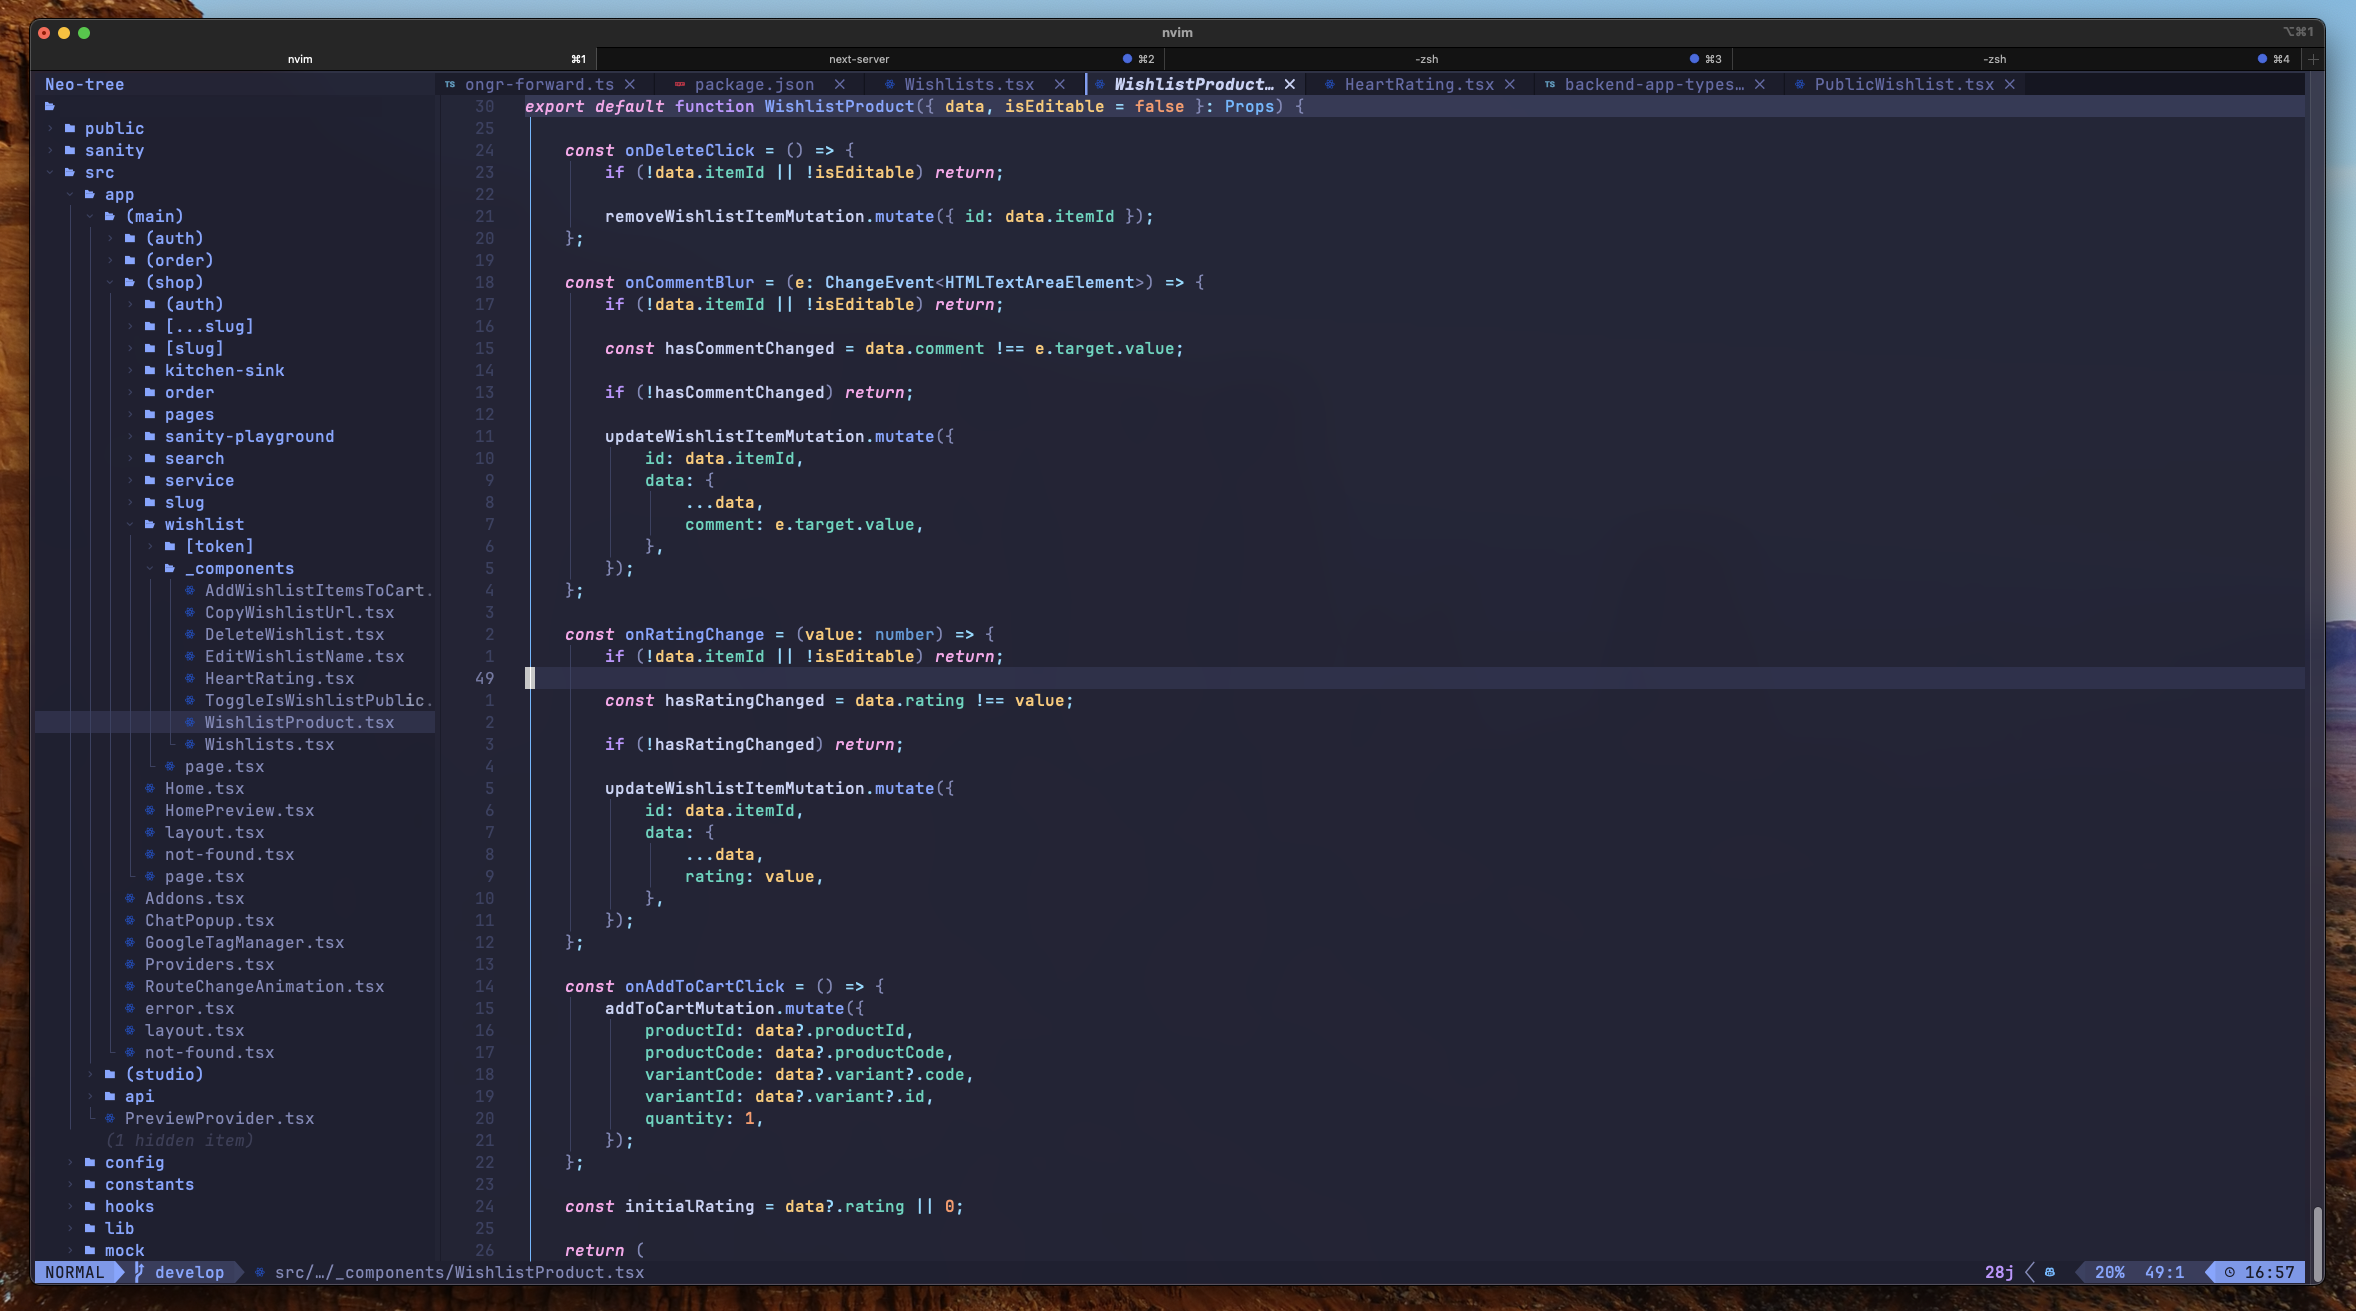 nvim
⌥⌘1
nvim ⌘1
next-server ⌘2
-zsh ⌘3
-zsh ⌘4
Neo-tree
TS ongr-forward.ts ✕
package.json ✕
Wishlists.tsx ✕
WishlistProduct… ✕
HeartRating.tsx ✕
TS backend-app-types… ✕
PublicWishlist.tsx ✕
public
sanity
src
app
(main)
(auth)
(order)
(shop)
(auth)
[...slug]
[slug]
kitchen-sink
order
pages
sanity-playground
search
service
slug
wishlist
[token]
_components
AddWishlistItemsToCart.
CopyWishlistUrl.tsx
DeleteWishlist.tsx
EditWishlistName.tsx
HeartRating.tsx
ToggleIsWishlistPublic.
WishlistProduct.tsx
Wishlists.tsx
page.tsx
Home.tsx
HomePreview.tsx
layout.tsx
not-found.tsx
page.tsx
Addons.tsx
ChatPopup.tsx
GoogleTagManager.tsx
Providers.tsx
RouteChangeAnimation.tsx
error.tsx
layout.tsx
not-found.tsx
(studio)
api
PreviewProvider.tsx
(1 hidden item)
config
constants
hooks
lib
mock
30 export default function WishlistProduct({ data, isEditable = false }: Props) {
25
24 const onDeleteClick = () => {
23 if (!data.itemId || !isEditable) return;
22
21 removeWishlistItemMutation.mutate({ id: data.itemId });
20 };
19
18 const onCommentBlur = (e: ChangeEvent<HTMLTextAreaElement>) => {
17 if (!data.itemId || !isEditable) return;
16
15 const hasCommentChanged = data.comment !== e.target.value;
14
13 if (!hasCommentChanged) return;
12
11 updateWishlistItemMutation.mutate({
10 id: data.itemId,
9 data: {
8 ...data,
7 comment: e.target.value,
6 },
5 });
4 };
3
2 const onRatingChange = (value: number) => {
1 if (!data.itemId || !isEditable) return;
49
1 const hasRatingChanged = data.rating !== value;
2
3 if (!hasRatingChanged) return;
4
5 updateWishlistItemMutation.mutate({
6 id: data.itemId,
7 data: {
8 ...data,
9 rating: value,
10 },
11 });
12 };
13
14 const onAddToCartClick = () => {
15 addToCartMutation.mutate({
16 productId: data?.productId,
17 productCode: data?.productCode,
18 variantCode: data?.variant?.code,
19 variantId: data?.variant?.id,
20 quantity: 1,
21 });
22 };
23
24 const initialRating = data?.rating || 0;
25
26 return (
NORMAL develop src/…/_components/WishlistProduct.tsx 28j 20% 49:1 16:57